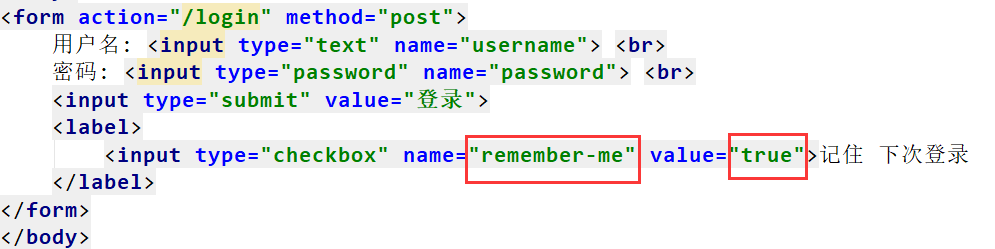 <form action="/login" method="post">
用户名: <input type="text" name="username"> <br>
密码: <input type="password" name="password"> <br>
<input type="submit" value="登录">
<label>
<input type="checkbox" name="remember-me" value="true">记住 下次登录
</label>
</form>
</body>